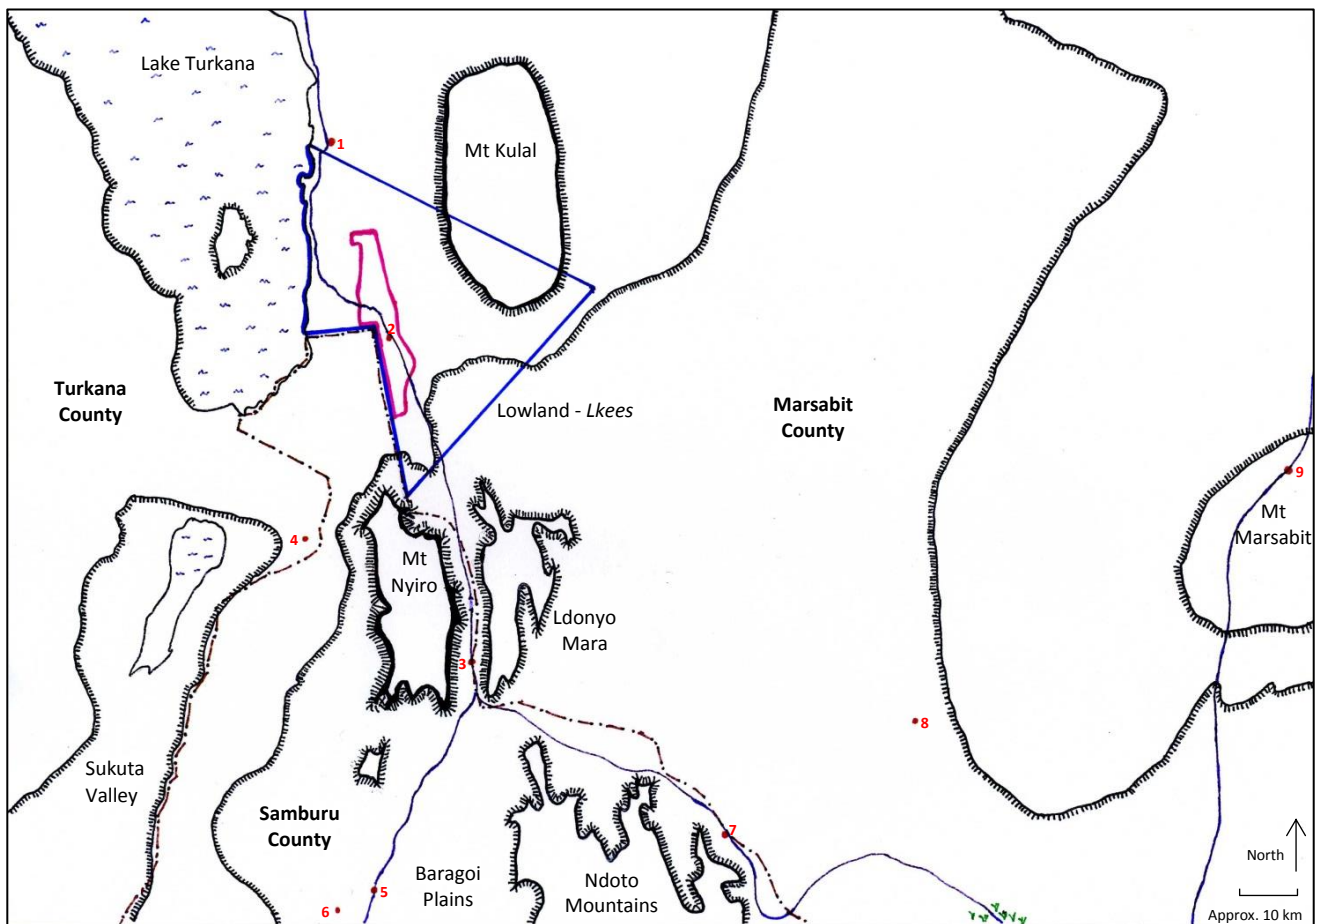 Lake Turkana
1
Mt Kulal
2
Turkana
County
Lowland - Lkees
Marsabit
County
9
Mt
Marsabit
4
Mt
Nyiro
Ldonyo
Mara
3
8
Sukuta
Valley
Samburu
County
7
North
Baragoi
Plains
Ndoto
Mountains
5
6
Approx. 10 km